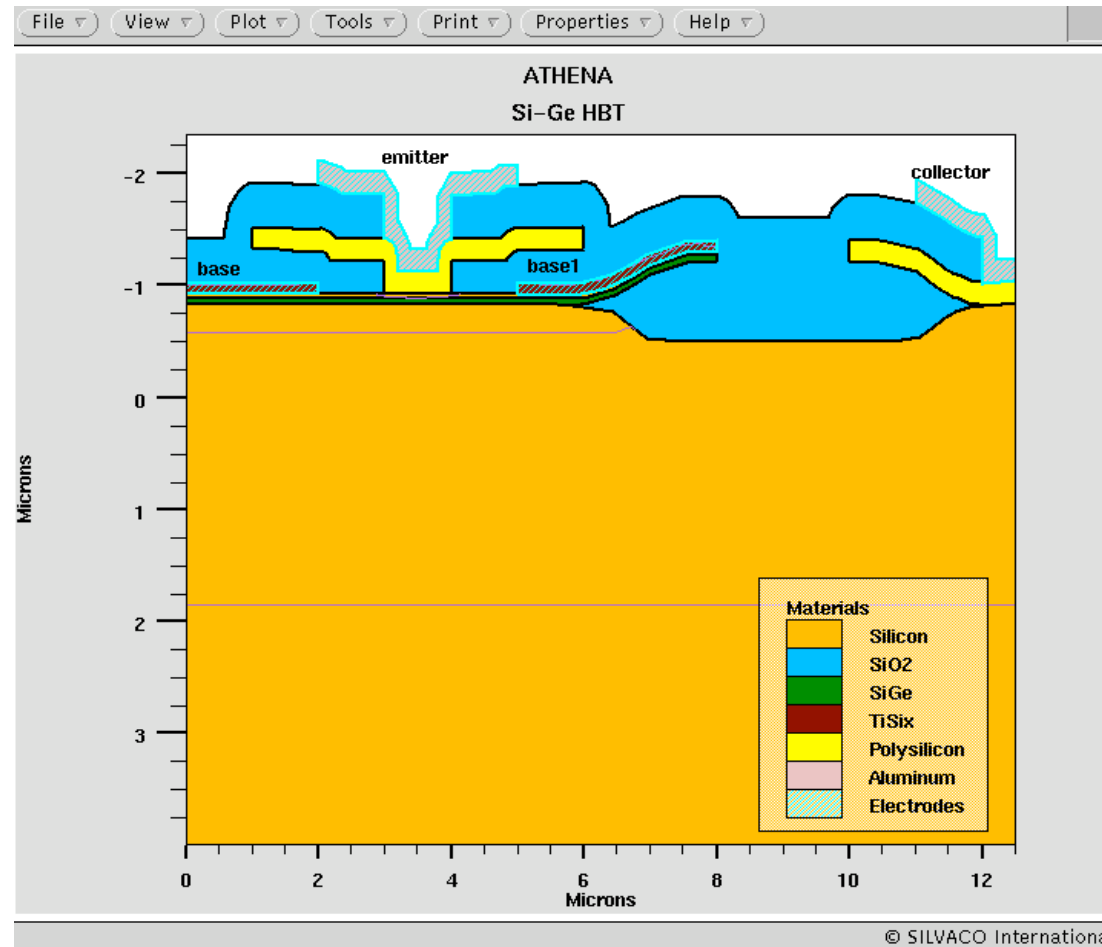 File View Plot Tools Print Properties Help
ATHENA
Si-Ge HBT
emitter
collector
base
base1
-2
-1
0
1
2
3
Microns
Materials
Silicon
SiO2
SiGe
TiSix
Polysilicon
Aluminum
Electrodes
0 2 4 6 8 10 12
Microns
© SILVACO Internationa